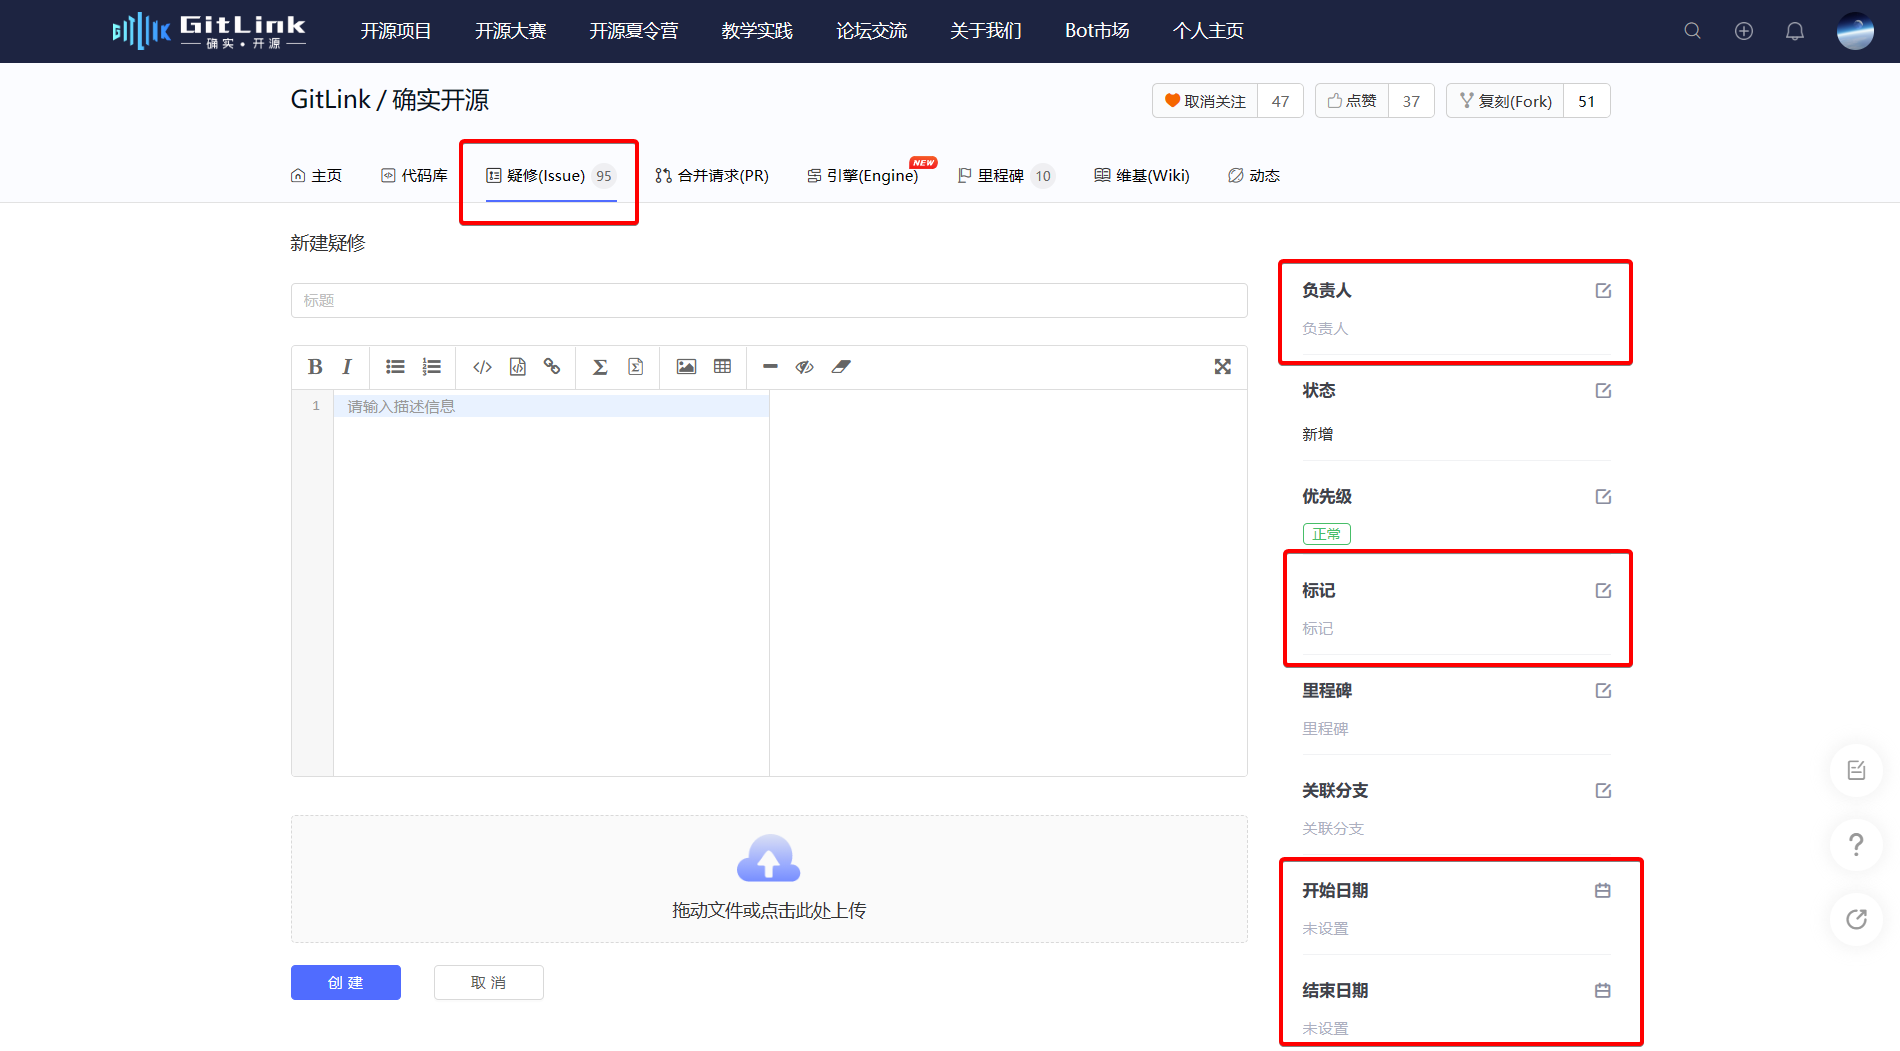 GitLink
确实·开源
开源项目 开源大赛 开源夏令营 教学实践 论坛交流 关于我们 Bot市场 个人主页
GitLink / 确实开源
取消关注 47 点赞 37 复刻(Fork) 51
主页 代码库 疑修(Issue) 95 合并请求(PR) 引擎(Engine) NEW 里程碑 10 维基(Wiki) 动态
新建疑修
标题
1 请输入描述信息
拖动文件或点击此处上传
创 建 取 消
负责人
负责人
状态
新增
优先级
正常
标记
标记
里程碑
里程碑
关联分支
关联分支
开始日期
未设置
结束日期
未设置